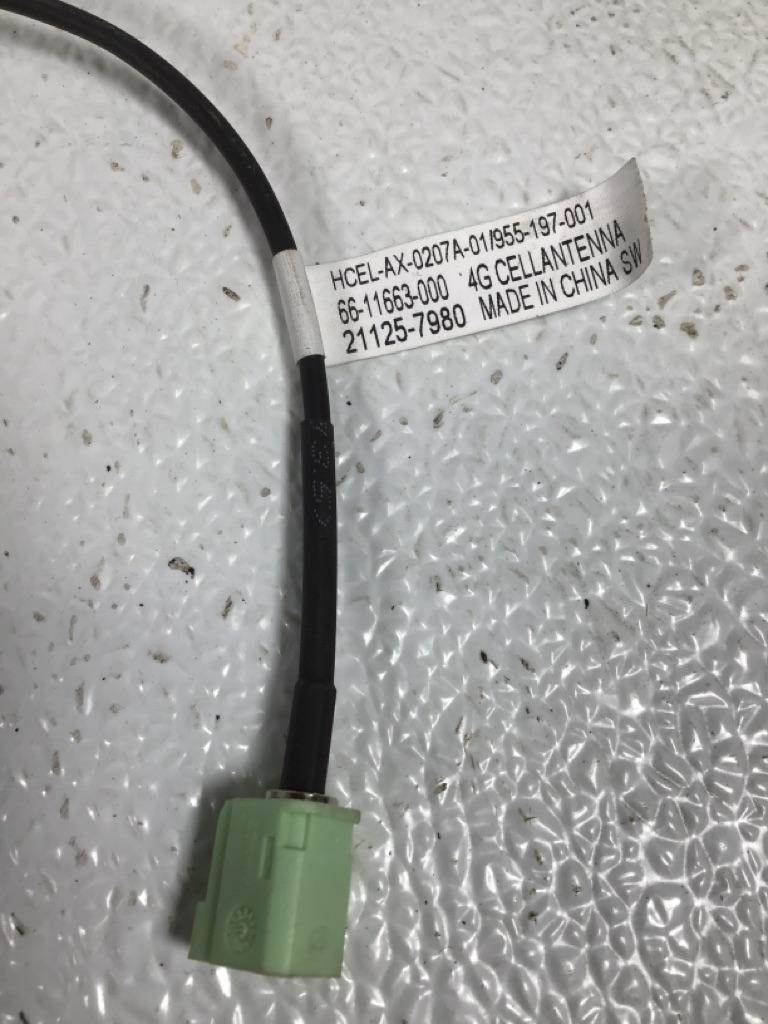 HCEL-AX-0207A-01/955-197-001
66-11663-000 4G CELLANTENNA
21125-7980 MADE IN CHINA SW